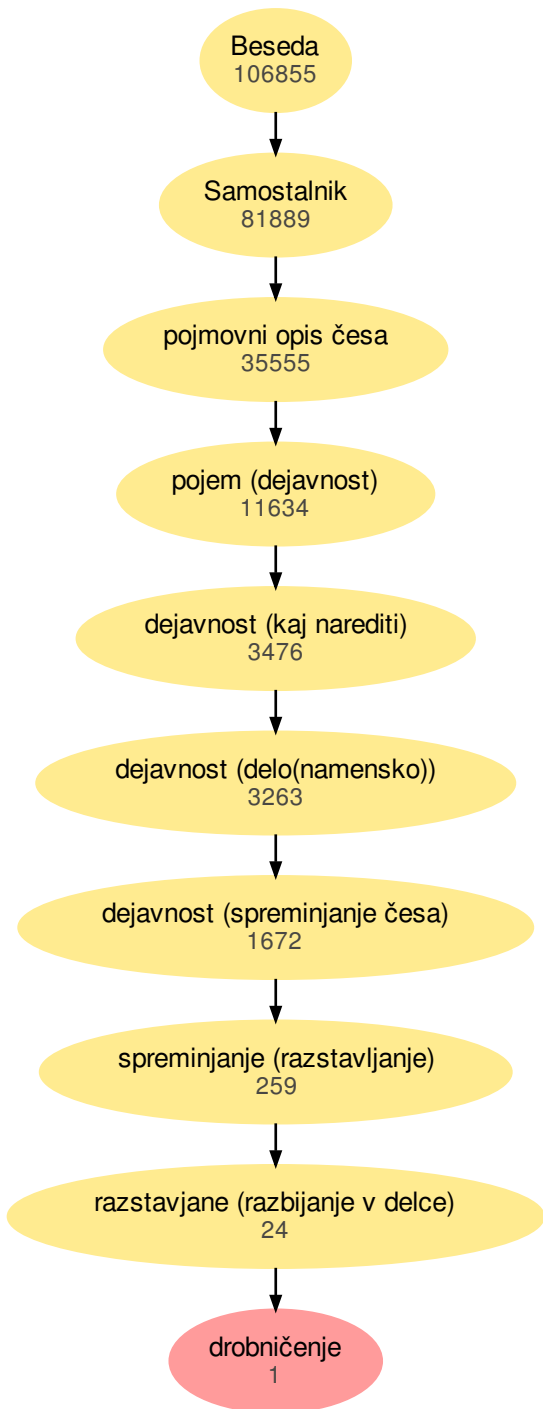 Beseda
106855
Samostalnik
81889
pojmovni opis česa
35555
pojem (dejavnost)
11634
dejavnost (kaj narediti)
3476
dejavnost (delo(namensko))
3263
dejavnost (spreminjanje česa)
1672
spreminjanje (razstavljanje)
259
razstavjane (razbijanje v delce)
24
drobničenje
1